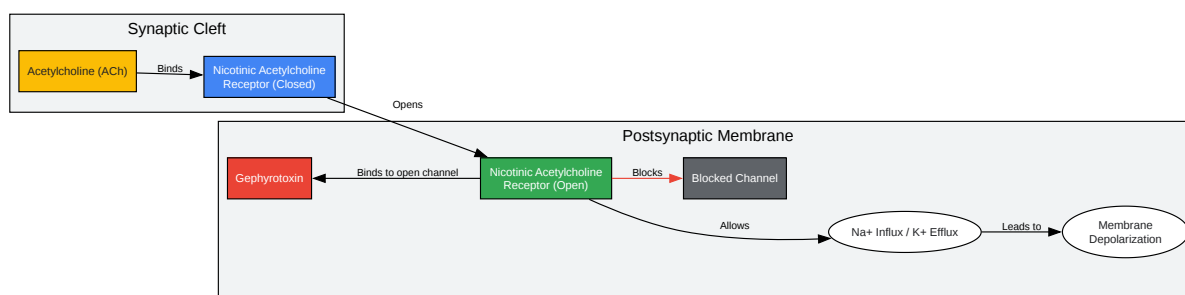 Synaptic Cleft
Acetylcholine (ACh)
Binds
Nicotinic Acetylcholine
Receptor (Closed)
Opens
Postsynaptic Membrane
Gephyrotoxin
Binds to open channel
Nicotinic Acetylcholine
Receptor (Open)
Blocks
Blocked Channel
Allows
Na+ Influx / K+ Efflux
Leads to
Membrane
Depolarization